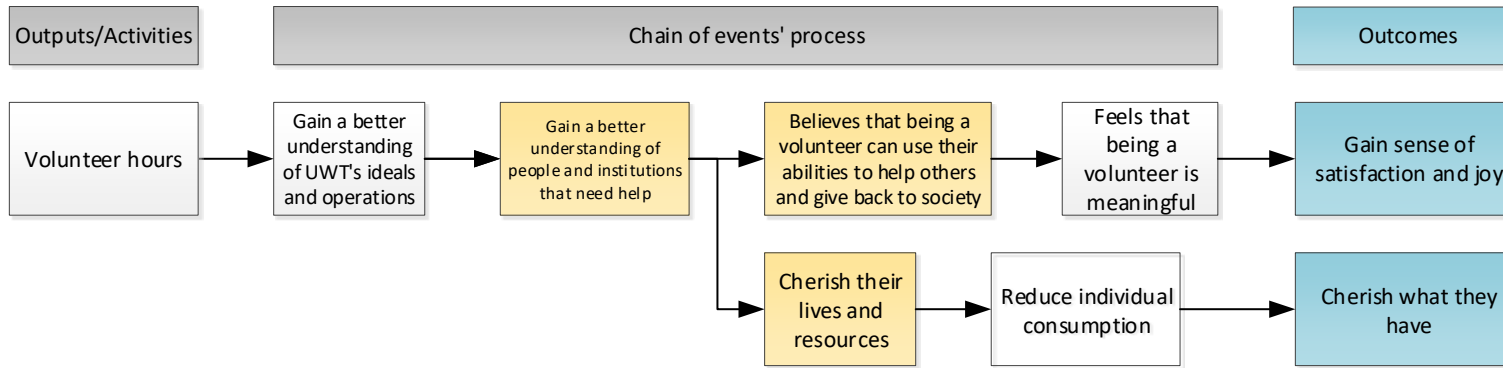 Outputs/Activities
Chain of events' process
Outcomes
Volunteer hours
Gain a better
understanding
of UWT's ideals
and operations
Gain a better
understanding of
people and institutions
that need help
Believes that being a
volunteer can use their
abilities to help others
and give back to society
Feels that
being a
volunteer is
meaningful
Gain sense of
satisfaction and joy
Cherish their
lives and
resources
Reduce individual
consumption
Cherish what they
have